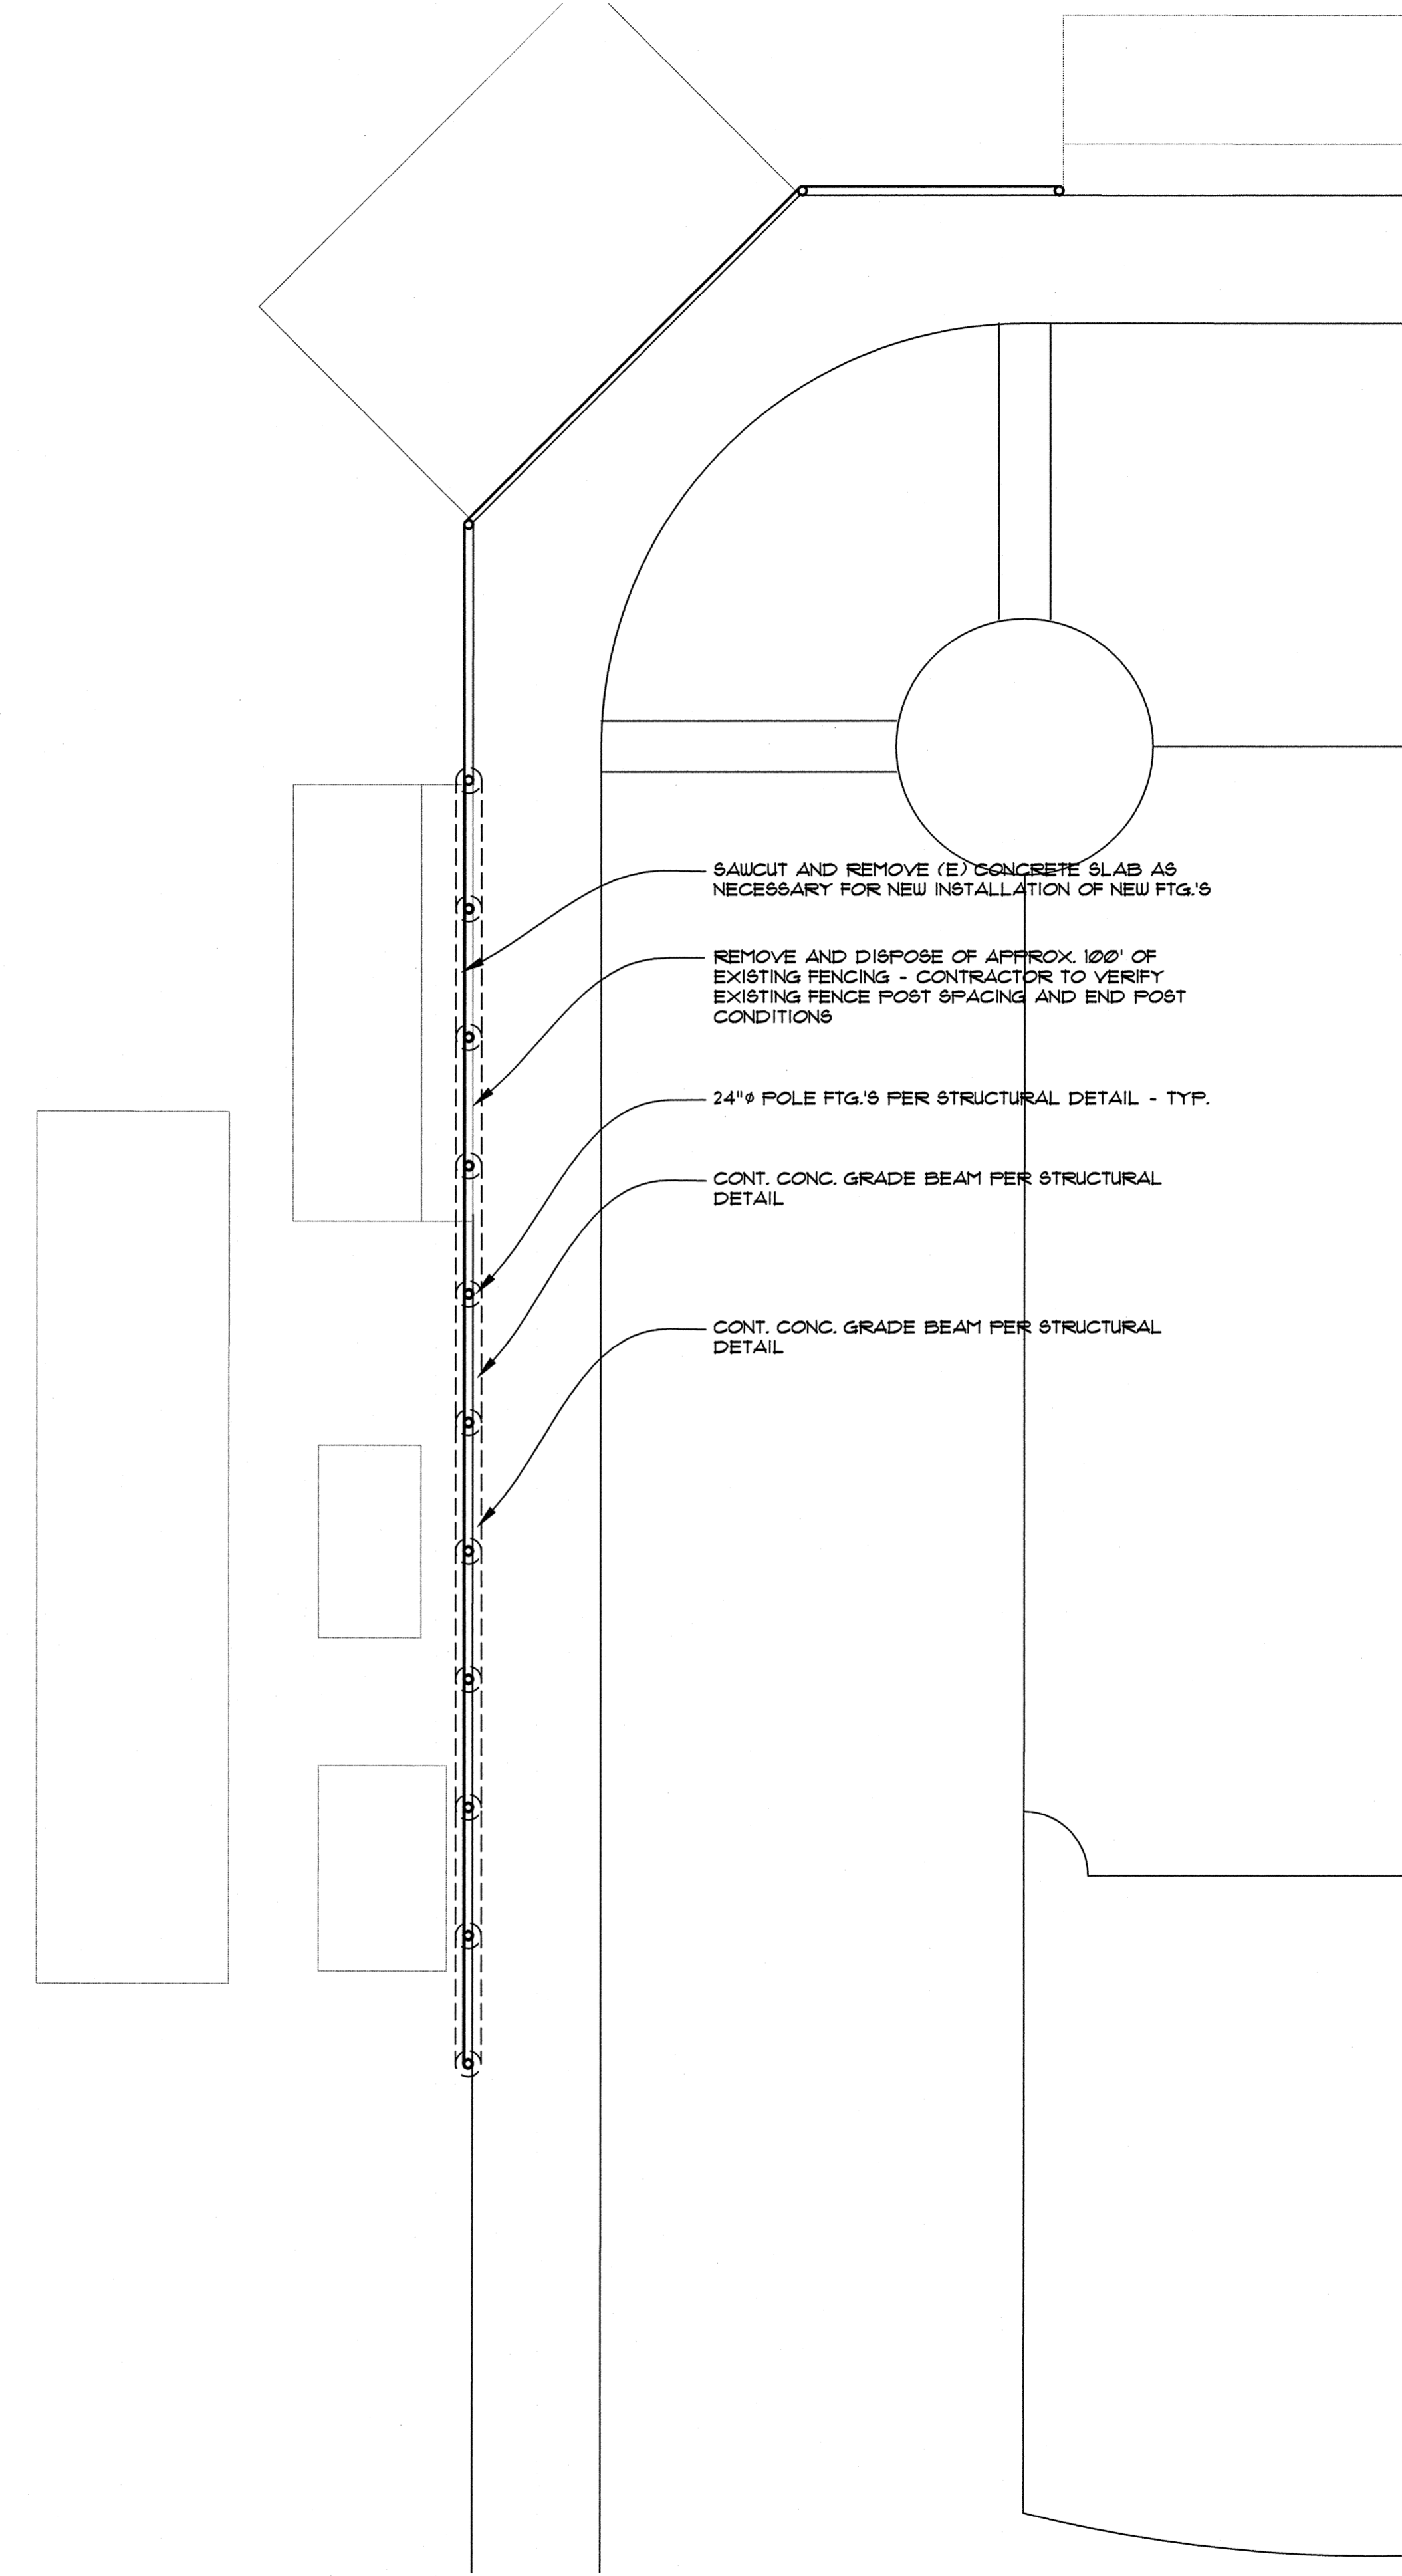 SAWCUT AND REMOVE (E) CONCRETE SLAB AS
NECESSARY FOR NEW INSTALLATION OF NEW FTG.'S
REMOVE AND DISPOSE OF APPROX. 100' OF
EXISTING FENCING - CONTRACTOR TO VERIFY
EXISTING FENCE POST SPACING AND END POST
CONDITIONS
24"ø POLE FTG.'S PER STRUCTURAL DETAIL - TYP.
CONT. CONC. GRADE BEAM PER STRUCTURAL
DETAIL
CONT. CONC. GRADE BEAM PER STRUCTURAL
DETAIL